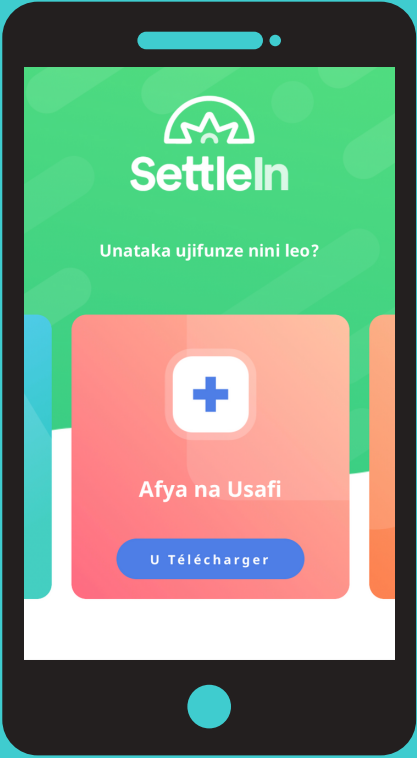 SettleIn
Unataka ujifunze nini leo?
Afya na Usafi
U Télécharger